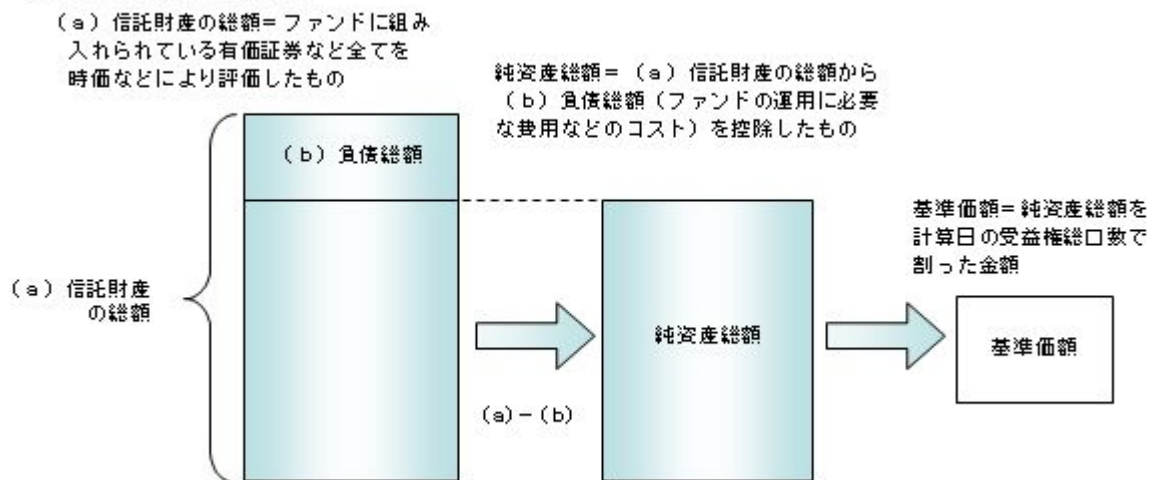 (a)信託財産の総額=ファンドに組み
入れられている有価証券など全てを
時価などにより評価したもの
純資産総額=(a)信託財産の総額から
(b)負債総額(ファンドの運用に必要
な費用などのコスト)を控除したもの
(b)負債総額
基準価額=純資産総額を
計算日の受益権総口数で
割った金額
(a)信託財産
の総額
純資産総額
基準価額
(a)-(b)